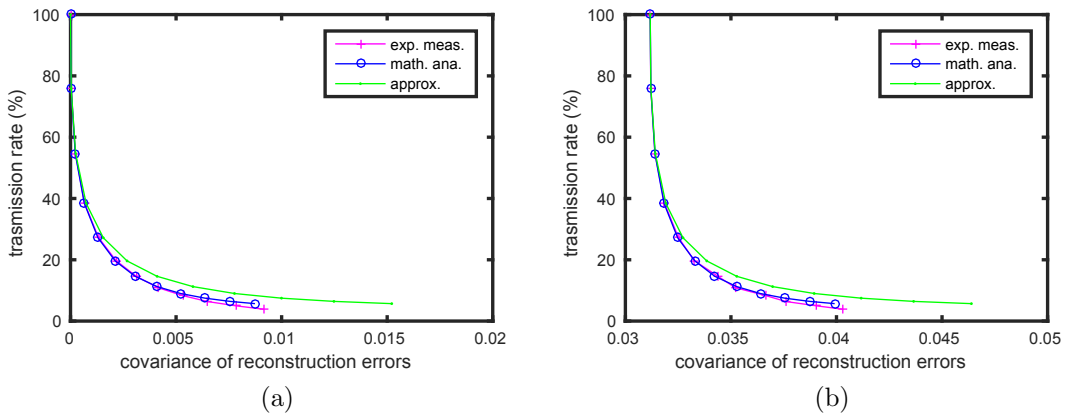 100
80
60
40
20
0
trasmission rate (%)
exp. meas.
math. ana.
approx.
0 0.005 0.01 0.015 0.02
covariance of reconstruction errors
(a)
100
80
60
40
20
0
trasmission rate (%)
exp. meas.
math. ana.
approx.
0.03 0.035 0.04 0.045 0.05
covariance of reconstruction errors
(b)